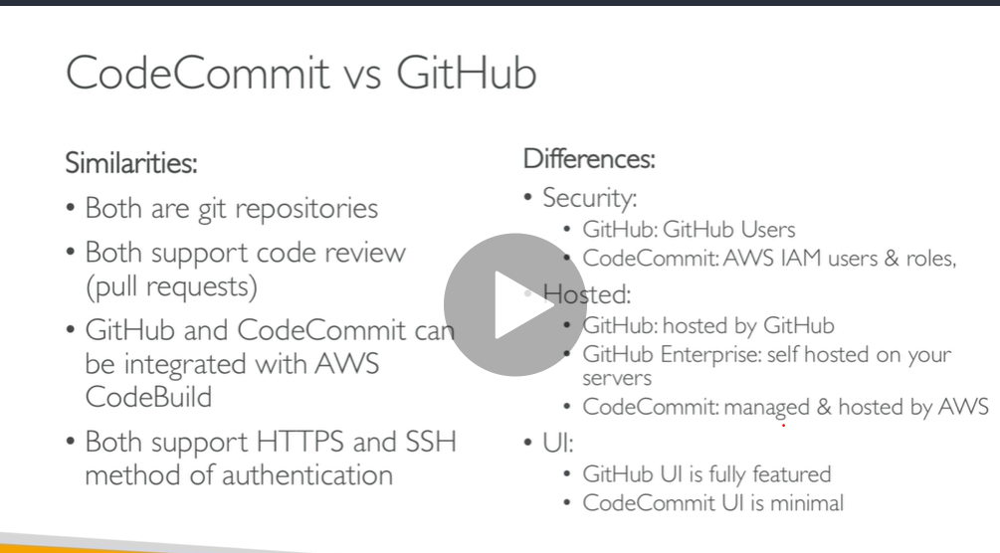 CodeCommit vs GitHub
Similarities:
• Both are git repositories
• Both support code review
(pull requests)
• GitHub and CodeCommit can
be integrated with AWS
CodeBuild
• Both support HTTPS and SSH
method of authentication
Differences:
• Security:
• GitHub: GitHub Users
• CodeCommit: AWS IAM users & roles,
• Hosted:
• GitHub: hosted by GitHub
• GitHub Enterprise: self hosted on your
servers
• CodeCommit: managed & hosted by AWS
• UI:
• GitHub UI is fully featured
• CodeCommit UI is minimal